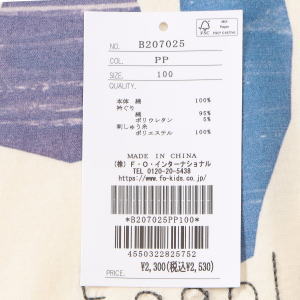 FSC
MIX
Paper
NO. B207025
COL. PP
SIZE. 100
QUALITY.
本体 綿 100%
衿ぐり
綿 95%
ポリウレタン 5%
刺しゅう糸
ポリエステル 100%
MADE IN CHINA
(株)F・O・インターナショナル
TEL 0120-20-5438
https://www.fo-kids.co.jp/
*B207025PP100*
4550322825752
PRICE. ¥2,300(税込¥2,530)